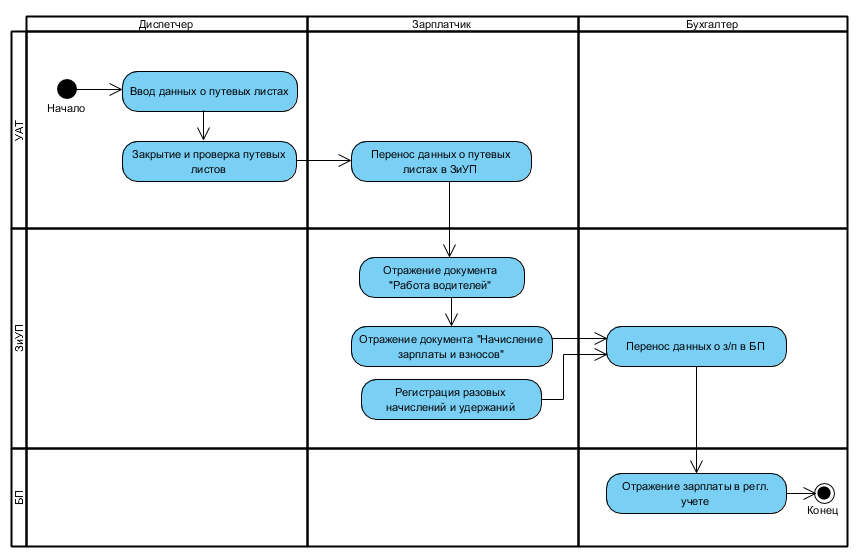 Диспетчер
Зарплатчик
Бухгалтер
УАТ
Начало
Ввод данных о путевых листах
Закрытие и проверка путевых
листов
Перенос данных о путевых
листах в ЗиУП
ЗиУП
Отражение документа
"Работа водителей"
Отражение документа "Начисление
зарплаты и взносов"
Перенос данных о з/п в БП
Регистрация разовых
начислений и удержаний
БП
Отражение зарплаты в регл.
учете
Конец